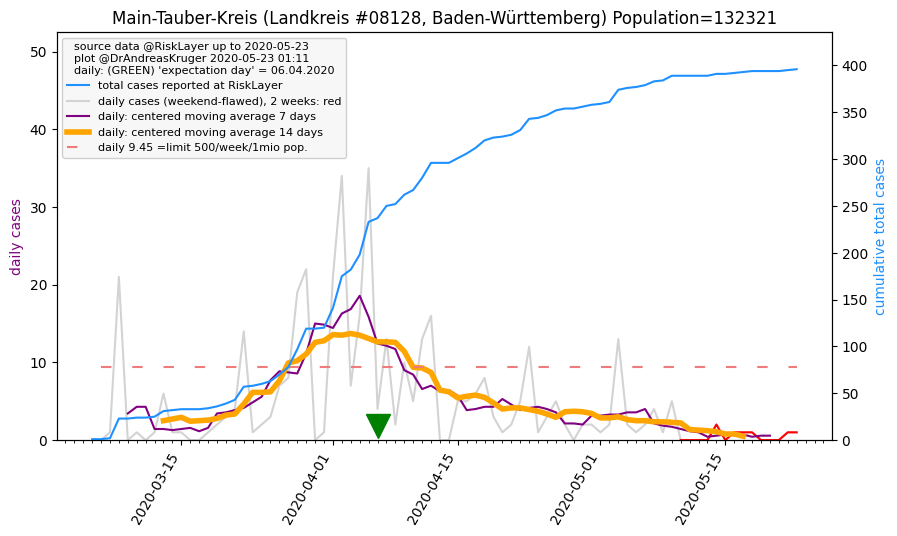 Main-Tauber-Kreis (Landkreis #08128, Baden-Württemberg) Population=132321
source data @RiskLayer up to 2020-05-23
plot @DrAndreasKruger 2020-05-23 01:11
daily: (GREEN) 'expectation day' = 06.04.2020
total cases reported at RiskLayer
daily cases (weekend-flawed), 2 weeks: red
daily: centered moving average 7 days
daily: centered moving average 14 days
daily 9.45 =limit 500/week/1mio pop.
daily cases
50
40
30
20
10
0
400
350
300
250
200
150
100
50
0
cumulative total cases
2020-03-15
2020-04-01
2020-04-15
2020-05-01
2020-05-15